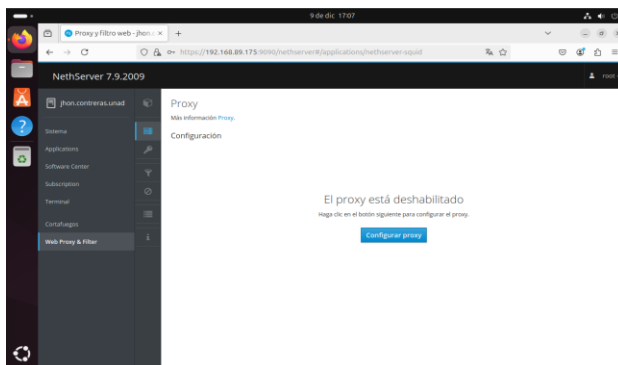 9 de dic 17:07
Proxy y filtro web - jhon.c
https://192.168.89.175:9090/nethserver#/applications/nethserver-squid
NethServer 7.9.2009
root
jhon.contreras.unad
Sistema
Applications
Software Center
Subscription
Terminal
Cortafuegos
Web Proxy & Filter
Proxy
Más información Proxy.
Configuración
El proxy está deshabilitado
Haga clic en el botón siguiente para configurar el proxy.
Configurar proxy